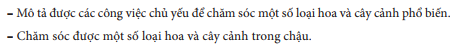 – Mô tả được các công việc chủ yếu để chăm sóc một số loại hoa và cây cảnh phổ biến.
– Chăm sóc được một số loại hoa và cây cảnh trong chậu.